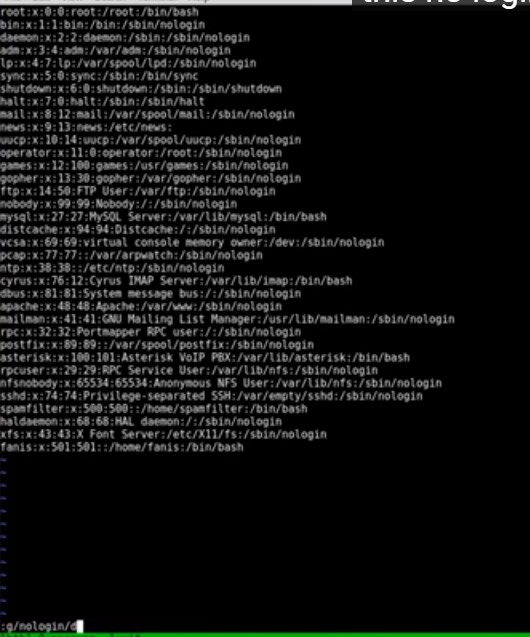 this no login
root:x:0:0:root:/root:/bin/bash
bin:x:1:1:bin:/bin:/sbin/nologin
daemon:x:2:2:daemon:/sbin:/sbin/nologin
adm:x:3:4:adm:/var/adm:/sbin/nologin
lp:x:4:7:lp:/var/spool/lpd:/sbin/nologin
sync:x:5:0:sync:/sbin:/bin/sync
shutdown:x:6:0:shutdown:/sbin:/sbin/shutdown
halt:x:7:0:halt:/sbin:/sbin/halt
mail:x:8:12:mail:/var/spool/mail:/sbin/nologin
news:x:9:13:news:/etc/news:
uucp:x:10:14:uucp:/var/spool/uucp:/sbin/nologin
operator:x:11:0:operator:/root:/sbin/nologin
games:x:12:100:games:/usr/games:/sbin/nologin
gopher:x:13:30:gopher:/var/gopher:/sbin/nologin
ftp:x:14:50:FTP User:/var/ftp:/sbin/nologin
nobody:x:99:99:Nobody:/:/sbin/nologin
mysql:x:27:27:MySQL Server:/var/lib/mysql:/bin/bash
distcache:x:94:94:Distcache:/:/sbin/nologin
vcsa:x:69:69:virtual console memory owner:/dev:/sbin/nologin
pcap:x:77:77::/var/arpwatch:/sbin/nologin
ntp:x:38:38::/etc/ntp:/sbin/nologin
cyrus:x:76:12:Cyrus IMAP Server:/var/lib/imap:/bin/bash
dbus:x:81:81:System message bus:/:/sbin/nologin
apache:x:48:48:Apache:/var/www:/sbin/nologin
mailman:x:41:41:GNU Mailing List Manager:/usr/lib/mailman:/sbin/nologin
rpc:x:32:32:Portmapper RPC user:/:/sbin/nologin
postfix:x:89:89::/var/spool/postfix:/sbin/nologin
asterisk:x:100:101:Asterisk VoIP PBX:/var/lib/asterisk:/bin/bash
rpcuser:x:29:29:RPC Service User:/var/lib/nfs:/sbin/nologin
nfsnobody:x:65534:65534:Anonymous NFS User:/var/lib/nfs:/sbin/nologin
sshd:x:74:74:Privilege-separated SSH:/var/empty/sshd:/sbin/nologin
spamfilter:x:500:500::/home/spamfilter:/bin/bash
haldaemon:x:68:68:HAL daemon:/:/sbin/nologin
xfs:x:43:43:X Font Server:/etc/X11/fs:/sbin/nologin
fanis:x:501:501::/home/fanis:/bin/bash
:g/nologin/d